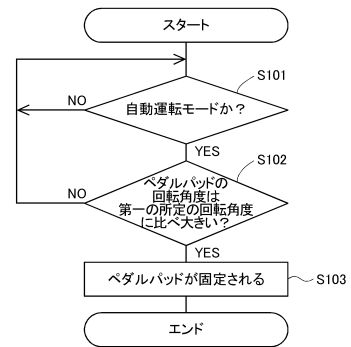 スタート
S101
自動運転モードか？
NO
YES
S102
ペダルパッドの
回転角度は
第一の所定の回転角度
に比べ大きい？
NO
YES
ペダルパッドが固定される
S103
エンド